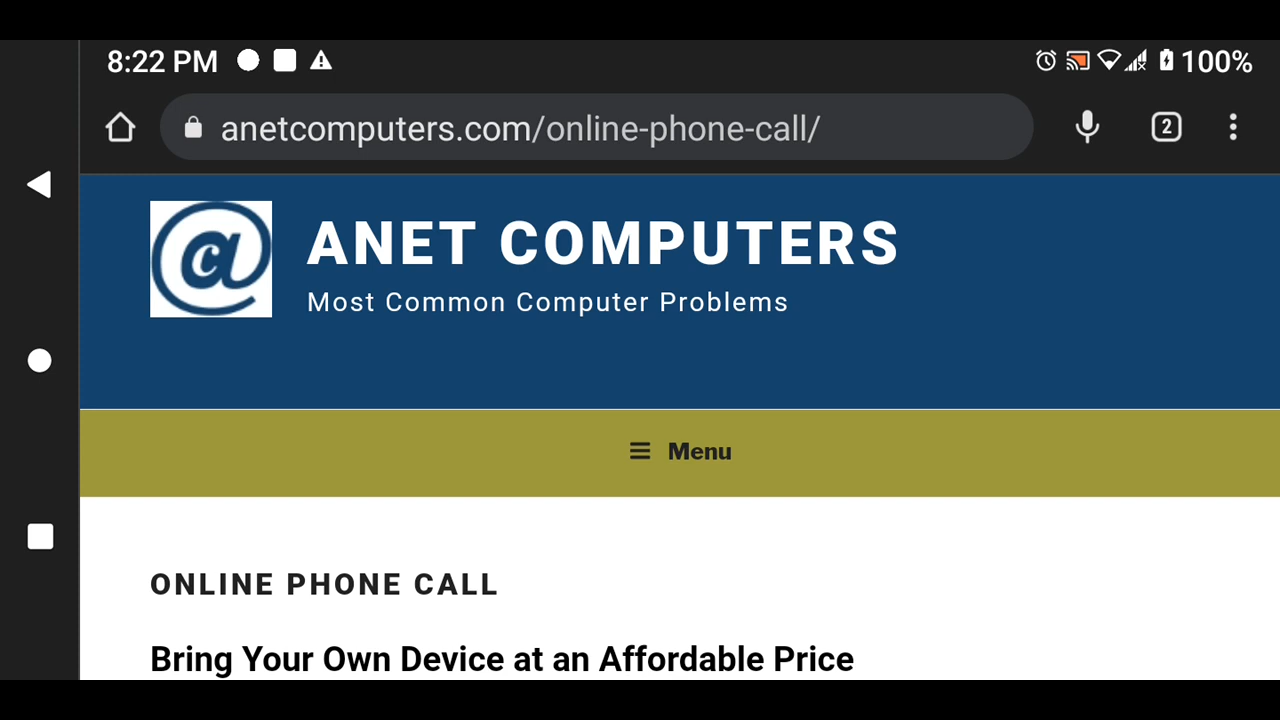 8:22 PM 100%
anetcomputers.com/online-phone-call/ 2
@ ANET COMPUTERS
Most Common Computer Problems
Menu
ONLINE PHONE CALL
Bring Your Own Device at an Affordable Price